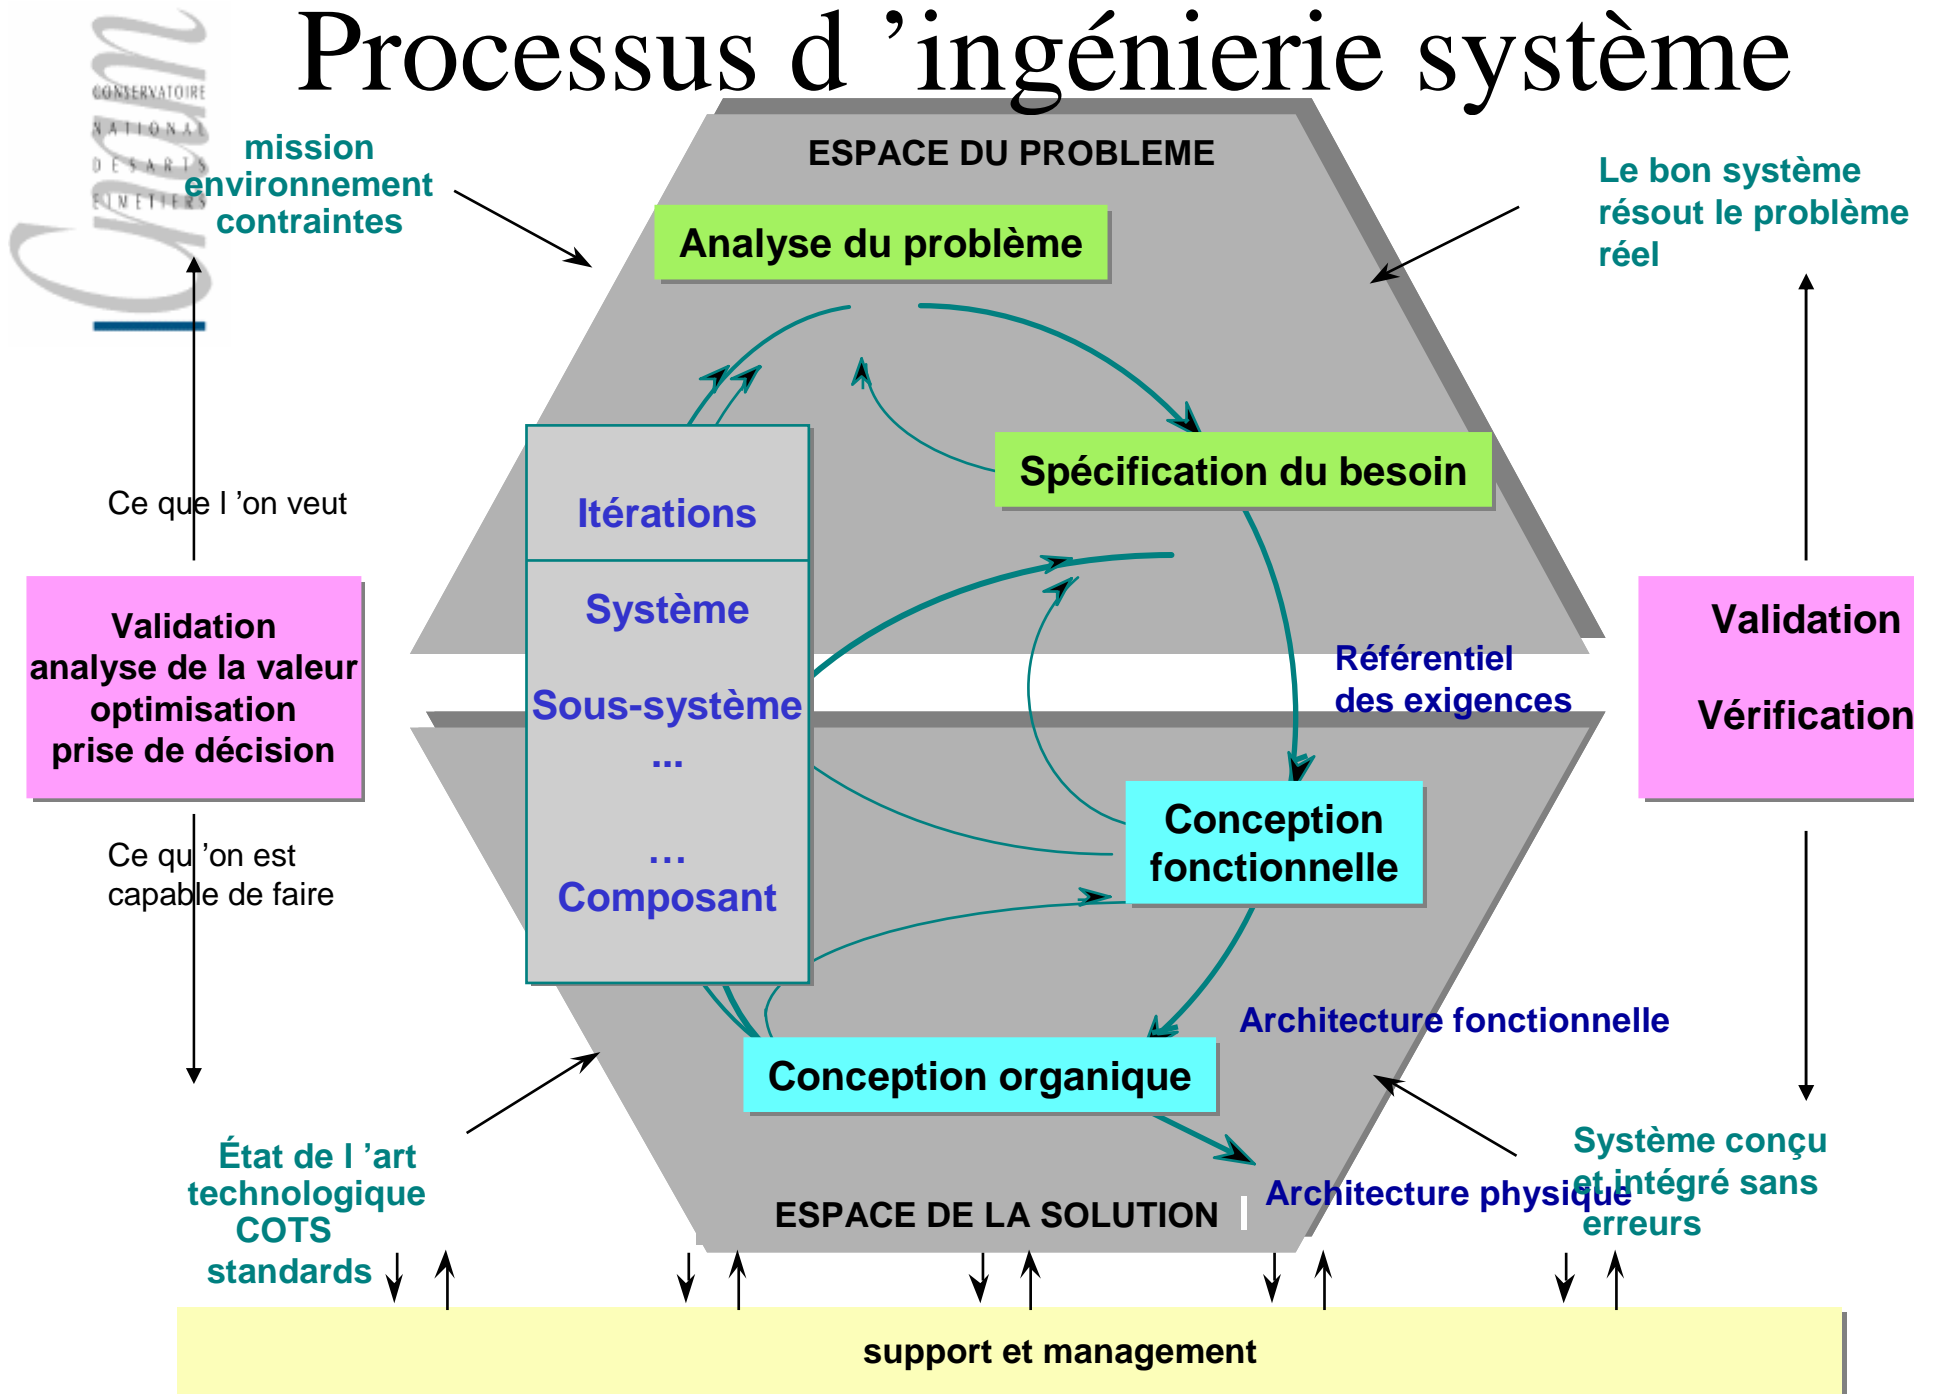 Processus d ’ingénierie système
CONSERVATOIRE
NATIONAL
DES ARTS
ET METIERS
Cnam
mission
environnement
contraintes
ESPACE DU PROBLEME
Le bon système
résout le problème
réel
Analyse du problème
Spécification du besoin
Ce que l ’on veut
Itérations
Système
Sous-système
...
...
Composant
Validation
analyse de la valeur
optimisation
prise de décision
Référentiel
des exigences
Validation
Vérification
Ce qu ’on est
capable de faire
Conception
fonctionnelle
Architecture fonctionnelle
Conception organique
État de l ’art
technologique
COTS
standards
ESPACE DE LA SOLUTION
Architecture physique
Système conçu
et intégré sans
erreurs
support et management